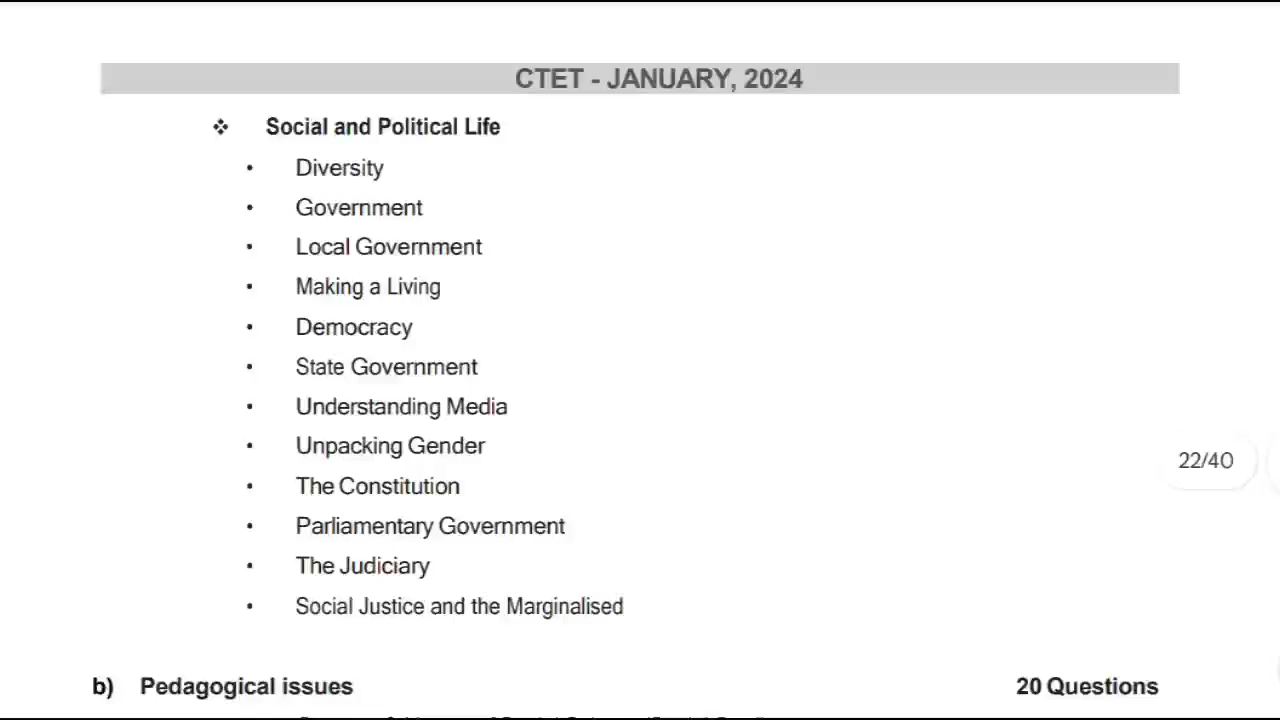 CTET - JANUARY, 2024
❖ Social and Political Life
• Diversity
• Government
• Local Government
• Making a Living
• Democracy
• State Government
• Understanding Media
• Unpacking Gender
• The Constitution
22/40
• Parliamentary Government
• The Judiciary
• Social Justice and the Marginalised
b) Pedagogical issues 20 Questions